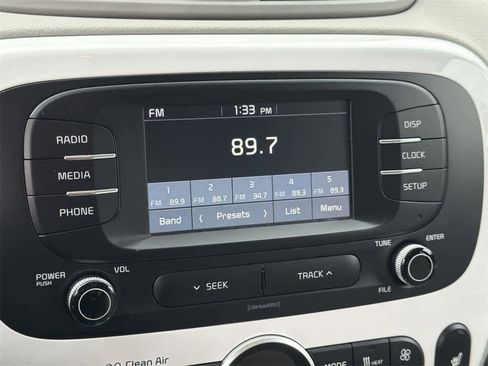 FM 1:33 PM
RADIO
MEDIA
PHONE
89.7
1 2 3 4 5
FM 89.9 FM 88.7 FM 94.7 FM 89.3 FM 89.3
Band ‹ Presets › List Menu
DISP
CLOCK
SETUP
POWER
PUSH
VOL
SEEK
TRACK
TUNE
ENTER
FILE
SiriusXM
Clean Air
MODE
HEAT